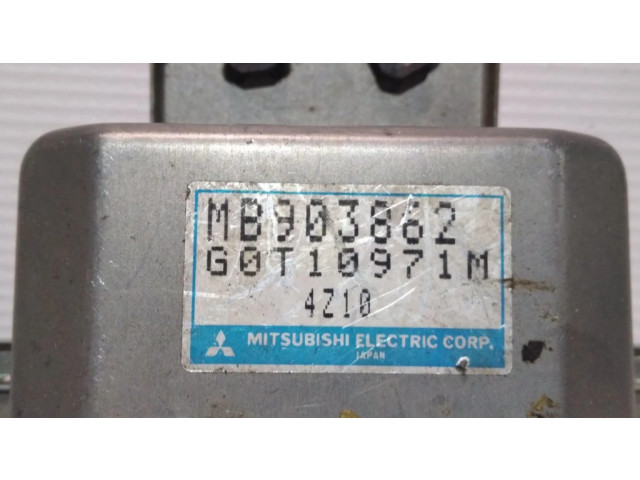 MB903862
G0T10971M
4Z10
MITSUBISHI ELECTRIC CORP.
JAPAN